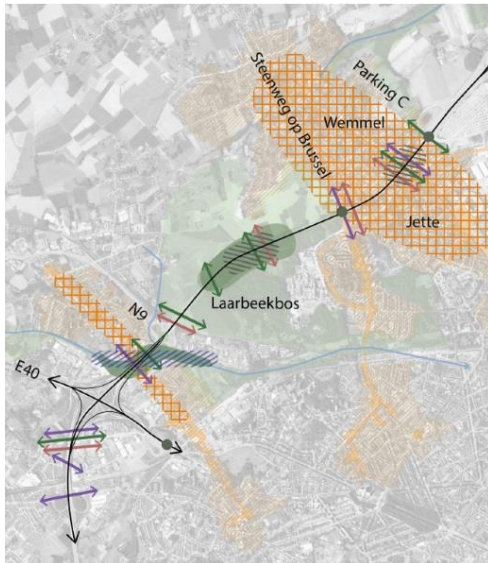 Parking C
Steenweg op Brussel
Wemmel
Jette
Laarbeekbos
N9
E40